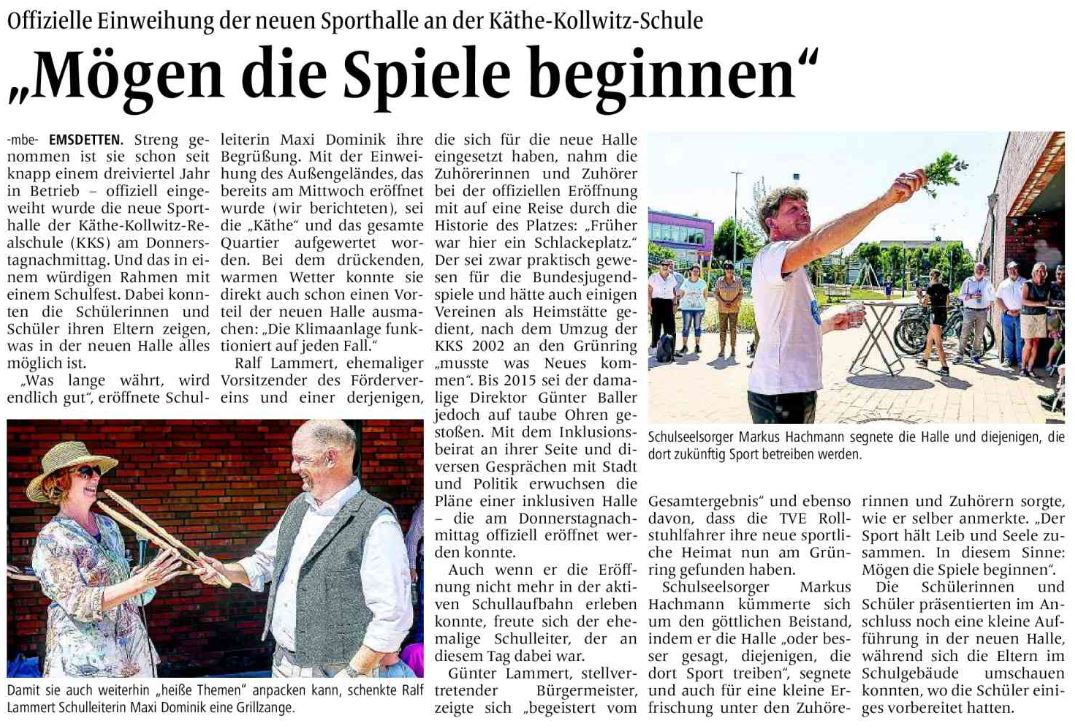 Offizielle Einweihung der neuen Sporthalle an der Käthe-Kollwitz-Schule
„Mögen die Spiele beginnen“
-mbe- EMSDETTEN. Streng ge-
nommen ist sie schon seit
knapp einem dreiviertel Jahr
in Betrieb – offiziell einge-
weiht wurde die neue Sport-
halle der Käthe-Kollwitz-Re-
alschule (KKS) am Donners-
tagnachmittag. Und das in ei-
nem würdigen Rahmen mit
einem Schulfest. Dabei konn-
ten die Schülerinnen und
Schüler ihren Eltern zeigen,
was in der neuen Halle alles
möglich ist.
„Was lange währt, wird
endlich gut“, eröffnete Schul-
leiterin Maxi Dominik ihre
Begrüßung. Mit der Einwei-
hung des Außengeländes, das
bereits am Mittwoch eröffnet
wurde (wir berichteten), sei
die „Käthe“ und das gesamte
Quartier aufgewertet wor-
den. Bei dem drückenden,
warmen Wetter konnte sie
direkt auch schon einen Vor-
teil der neuen Halle ausma-
chen: „Die Klimaanlage funk-
tioniert auf jeden Fall.“
Ralf Lammert, ehemaliger
Vorsitzender des Förderver-
eins und einer derjenigen,
die sich für die neue Halle
eingesetzt haben, nahm die
Zuhörerinnen und Zuhörer
bei der offiziellen Eröffnung
mit auf eine Reise durch die
Historie des Platzes: „Früher
war hier ein Schlackeplatz.“
Der sei zwar praktisch gewe-
sen für die Bundesjugend-
spiele und hätte auch einigen
Vereinen als Heimstätte ge-
dient, nach dem Umzug der
KKS 2002 an den Grünring
„musste was Neues kom-
men“. Bis 2015 sei der dama-
lige Direktor Günter Baller
jedoch auf taube Ohren ge-
stoßen. Mit dem Inklusions-
beirat an ihrer Seite und di-
versen Gesprächen mit Stadt
und Politik erwuchsen die
Pläne einer inklusiven Halle
– die am Donnerstagnach-
mittag offiziell eröffnet wer-
den konnte.
Auch wenn er die Eröff-
nung nicht mehr in der akti-
ven Schullaufbahn erleben
konnte, freute sich der ehe-
malige Schulleiter, der an
diesem Tag dabei war.
Günter Lammert, stellver-
tretender Bürgermeister,
zeigte sich „begeistert vom
Gesamtergebnis“ und ebenso
davon, dass die TVE Roll-
stuhlfahrer ihre neue sportli-
che Heimat nun am Grün-
ring gefunden haben.
Schulseelsorger Markus
Hachmann kümmerte sich
um den göttlichen Beistand,
indem er die Halle „oder bes-
ser gesagt, diejenigen, die
dort Sport treiben“, segnete
und auch für eine kleine Er-
frischung unter den Zuhöre-
rinnen und Zuhörern sorgte,
wie er selber anmerkte. „Der
Sport hält Leib und Seele zu-
sammen. In diesem Sinne:
Mögen die Spiele beginnen“.
Die Schülerinnen und
Schüler präsentierten im An-
schluss noch eine kleine Auf-
führung in der neuen Halle,
während sich die Eltern im
Schulgebäude umschauen
konnten, wo die Schüler eini-
ges vorbereitet hatten.
Schulseelsorger Markus Hachmann segnete die Halle und diejenigen, die
dort zukünftig Sport betreiben werden.
Damit sie auch weiterhin „heiße Themen“ anpacken kann, schenkte Ralf
Lammert Schulleiterin Maxi Dominik eine Grillzange.